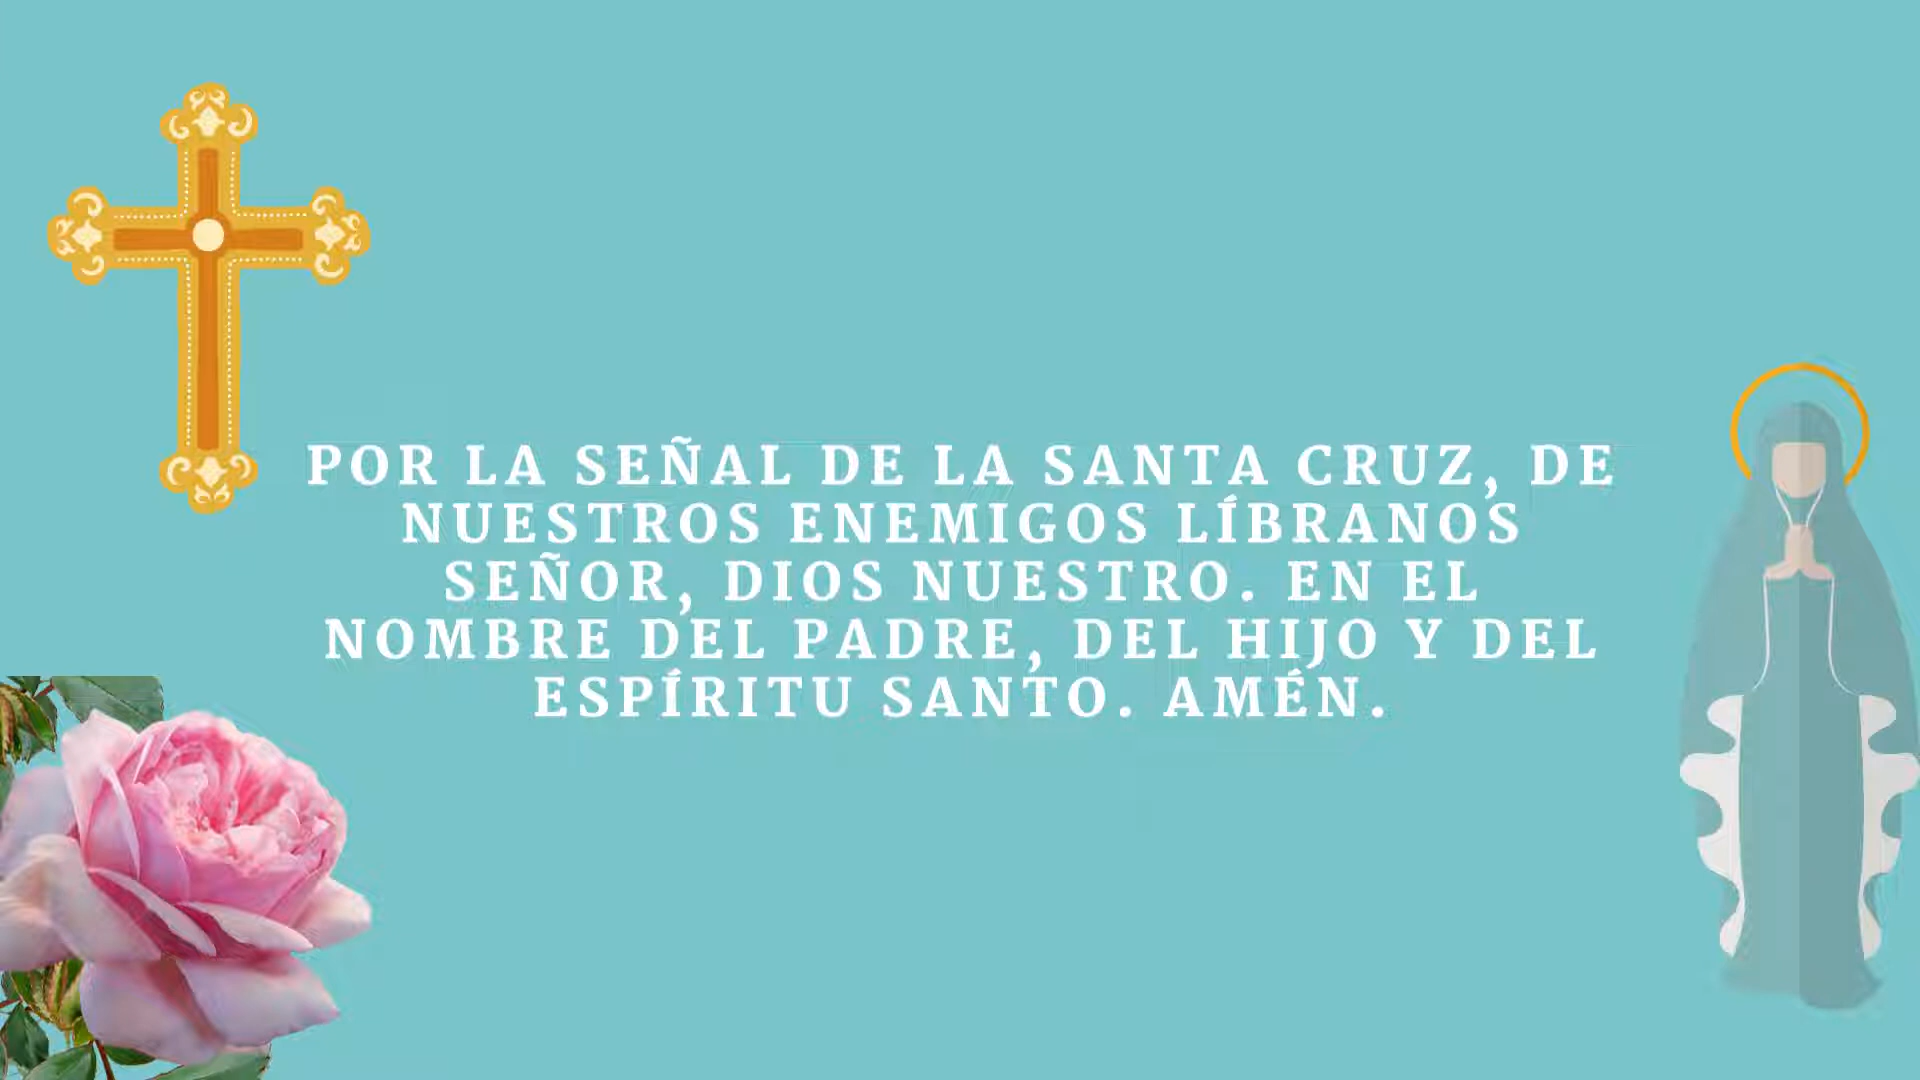 POR LA SEÑAL DE LA SANTA CRUZ, DE
NUESTROS ENEMIGOS LÍBRANOS
SEÑOR, DIOS NUESTRO. EN EL
NOMBRE DEL PADRE, DEL HIJO Y DEL
ESPÍRITU SANTO. AMÉN.